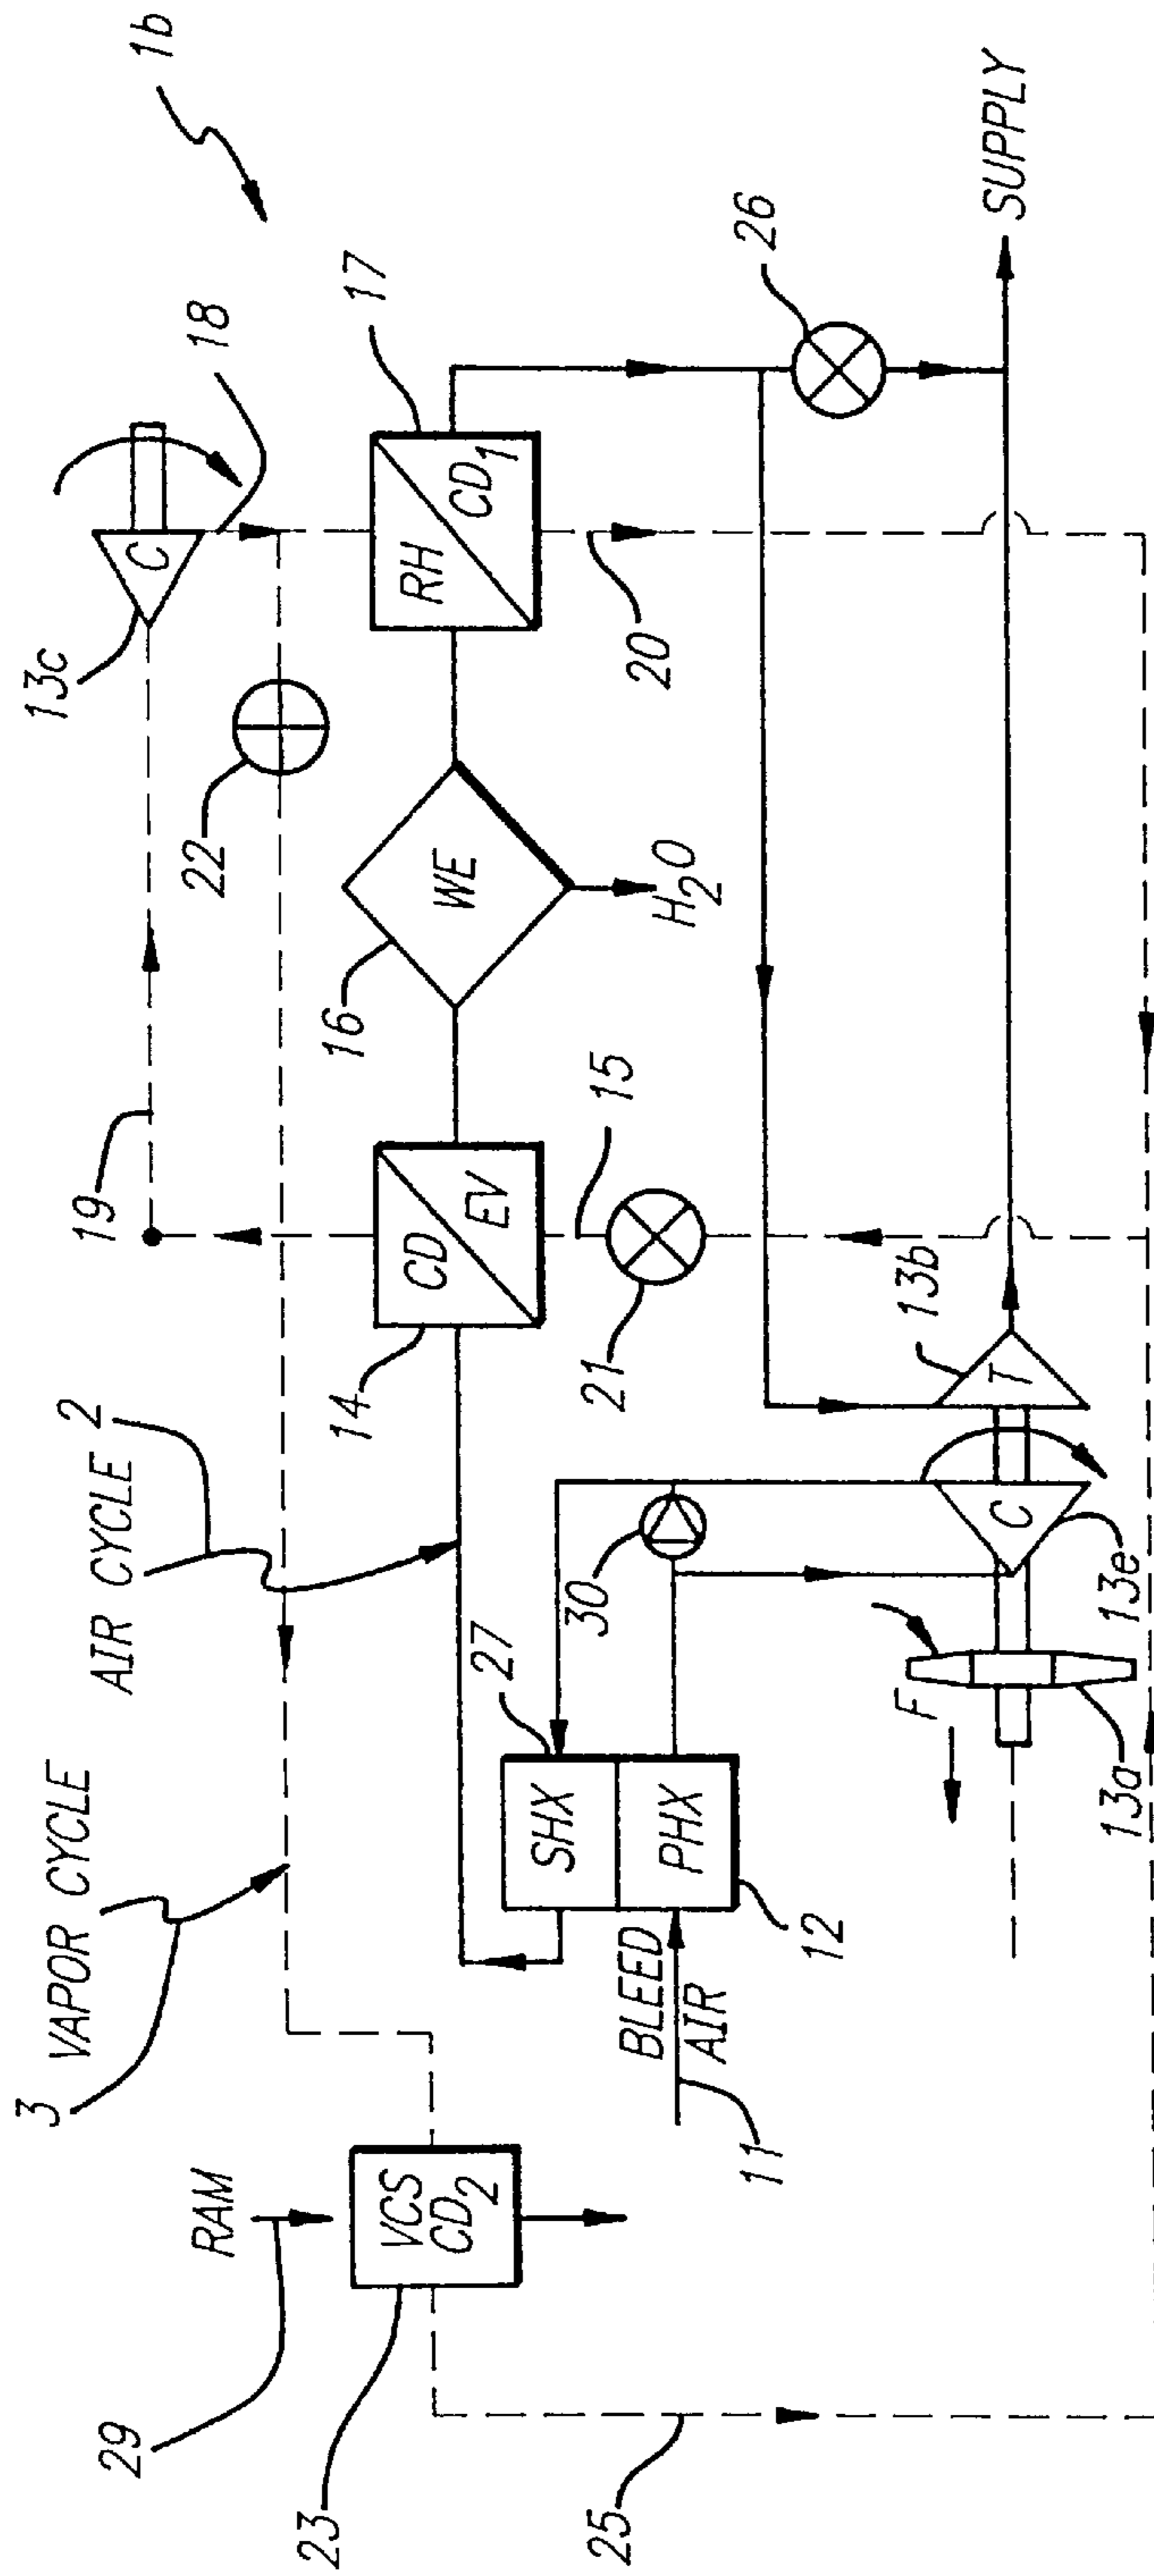 1b
13c
C
18
17
22
19
RH
CD1
16
WE
H2O
20
26
SUPPLY
CD
EV
14
15
21
13b
T
C
13e
F
13a
30
AIR CYCLE
2
VAPOR CYCLE
3
27
SHX
PHX
12
BLEED
AIR
11
RAM
29
VCS
CD2
23
25